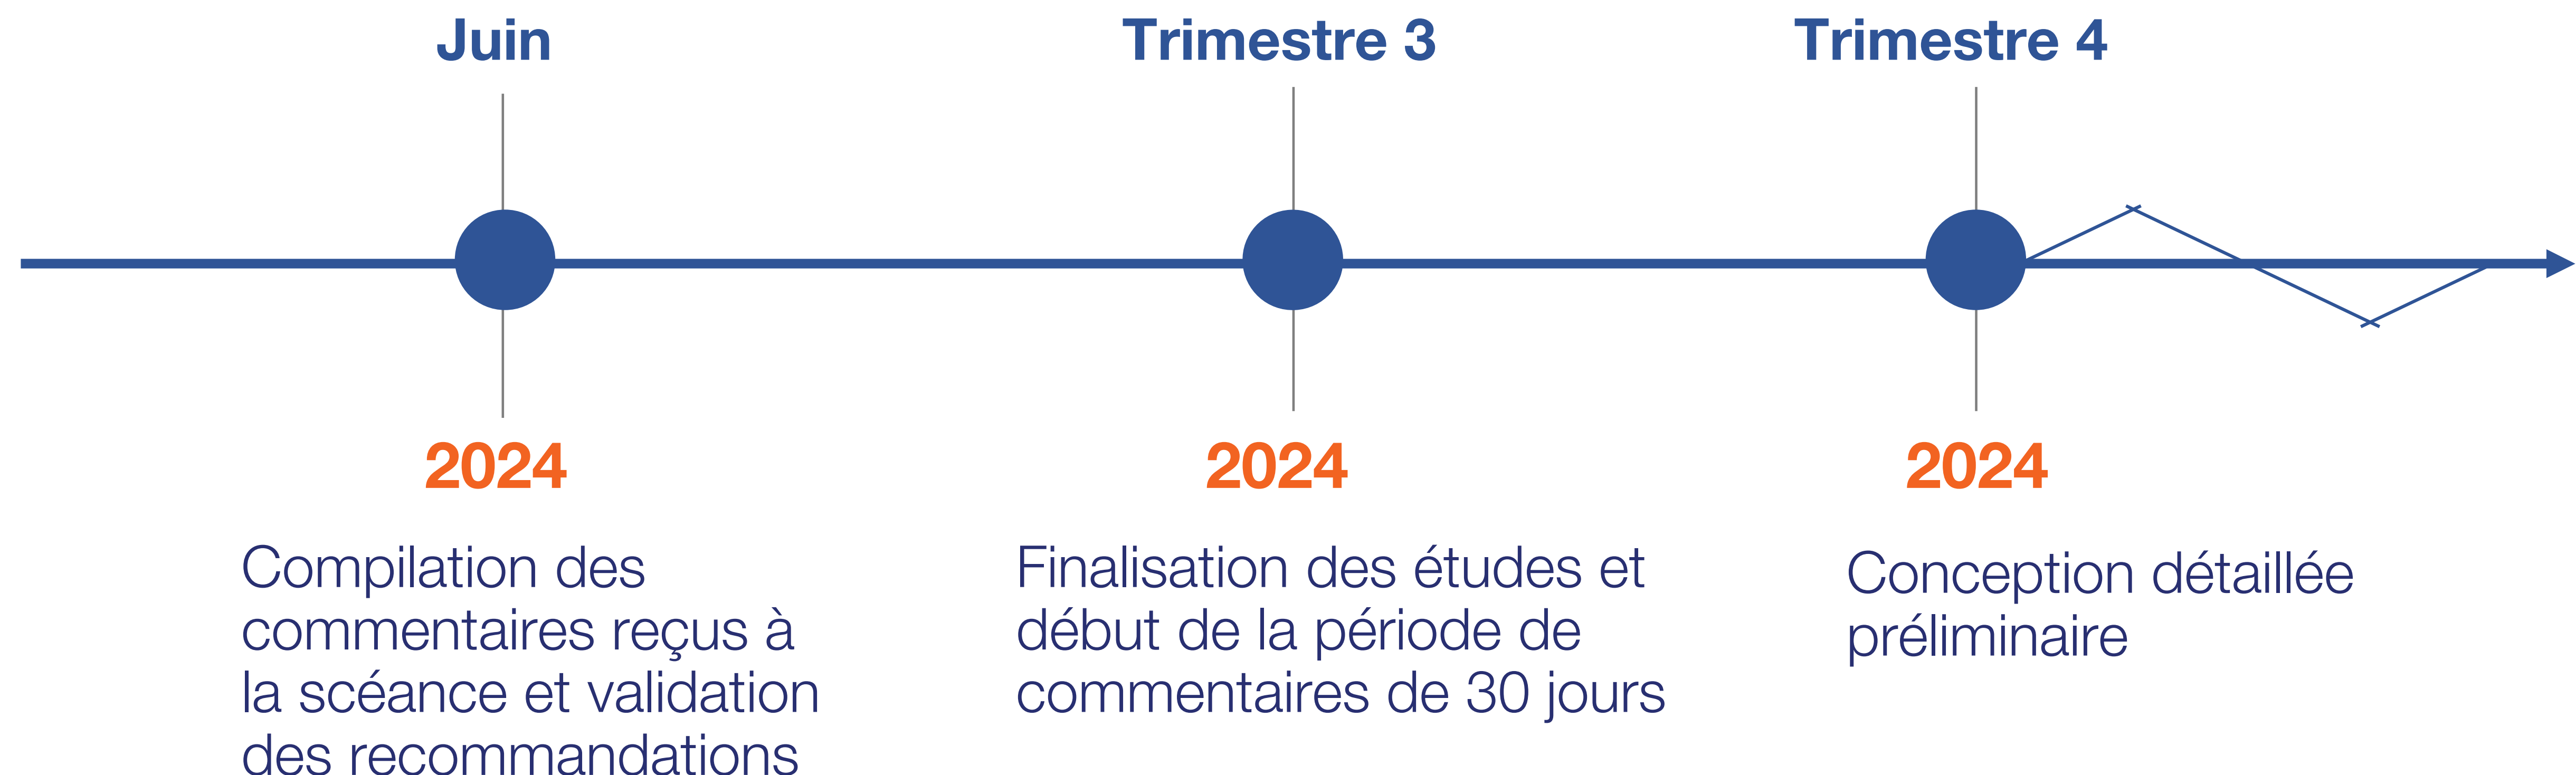 Juin
Trimestre 3
Trimestre 4
2024
2024
2024
Compilation des
commentaires reçus à
la scéance et validation
des recommandations
Finalisation des études et
début de la période de
commentaires de 30 jours
Conception détaillée
préliminaire